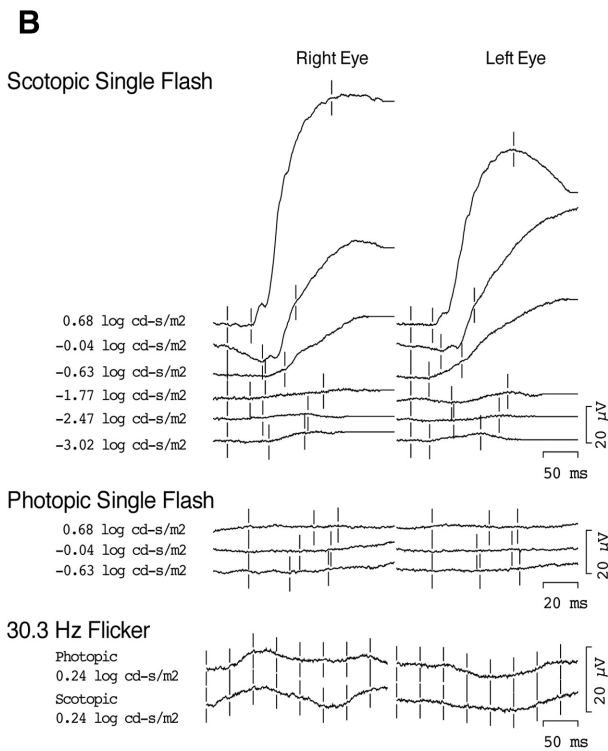 B
Right Eye
Left Eye
Scotopic Single Flash
0.68 log cd-s/m2
-0.04 log cd-s/m2
-0.63 log cd-s/m2
-1.77 log cd-s/m2
-2.47 log cd-s/m2
-3.02 log cd-s/m2
20 µV
50 ms
Photopic Single Flash
0.68 log cd-s/m2
-0.04 log cd-s/m2
-0.63 log cd-s/m2
20 µV
20 ms
30.3 Hz Flicker
Photopic
0.24 log cd-s/m2
Scotopic
0.24 log cd-s/m2
20 µV
50 ms